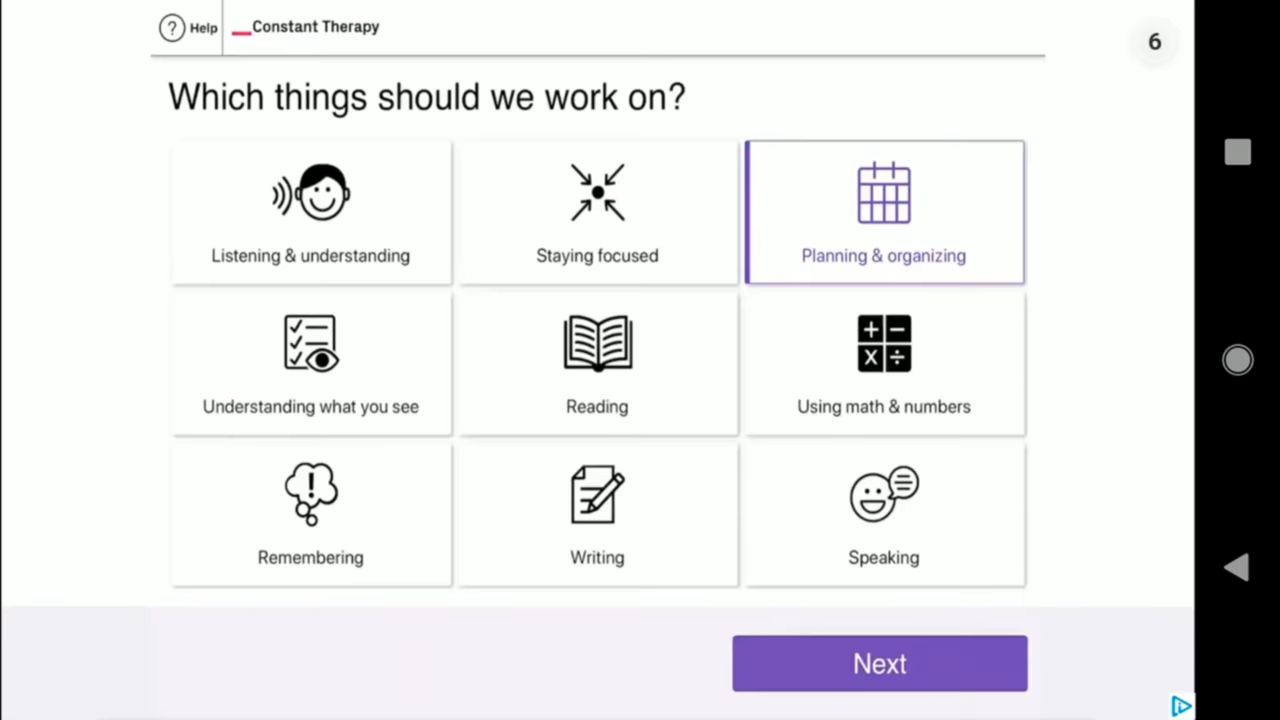 ? Help
Constant Therapy
6
Which things should we work on?
Listening & understanding
Staying focused
Planning & organizing
Understanding what you see
Reading
Using math & numbers
Remembering
Writing
Speaking
Next